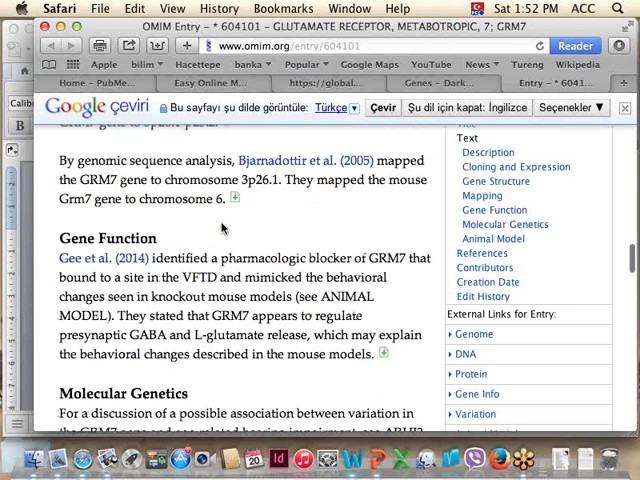 Safari File Edit View History Bookmarks Window Help Sat 1:52 PM ACC
OMIM Entry - * 604101 - GLUTAMATE RECEPTOR, METABOTROPIC, 7; GRM7
www.omim.org/entry/604101
Reader
Apple bilim Hacettepe banka Popular Google Maps YouTube News Tureng Wikipedia
Home - PubMe... Easy Online M... https://global... Genes - Dark... Entry - * 6041...
Google çeviri Bu sayfayı şu dilde görüntüle: Türkçe Çevir Şu dil için kapat: İngilizce Seçenekler
Calib
B
By genomic sequence analysis, Bjarnadottir et al. (2005) mapped
the GRM7 gene to chromosome 3p26.1. They mapped the mouse
Grm7 gene to chromosome 6.
Gene Function
Gee et al. (2014) identified a pharmacologic blocker of GRM7 that
bound to a site in the VFTD and mimicked the behavioral
changes seen in knockout mouse models (see ANIMAL
MODEL). They stated that GRM7 appears to regulate
presynaptic GABA and L-glutamate release, which may explain
the behavioral changes described in the mouse models.
Molecular Genetics
For a discussion of a possible association between variation in
Title
Text
Description
Cloning and Expression
Gene Structure
Mapping
Gene Function
Molecular Genetics
Animal Model
References
Contributors
Creation Date
Edit History
External Links for Entry:
Genome
DNA
Protein
Gene Info
Variation
20
Id